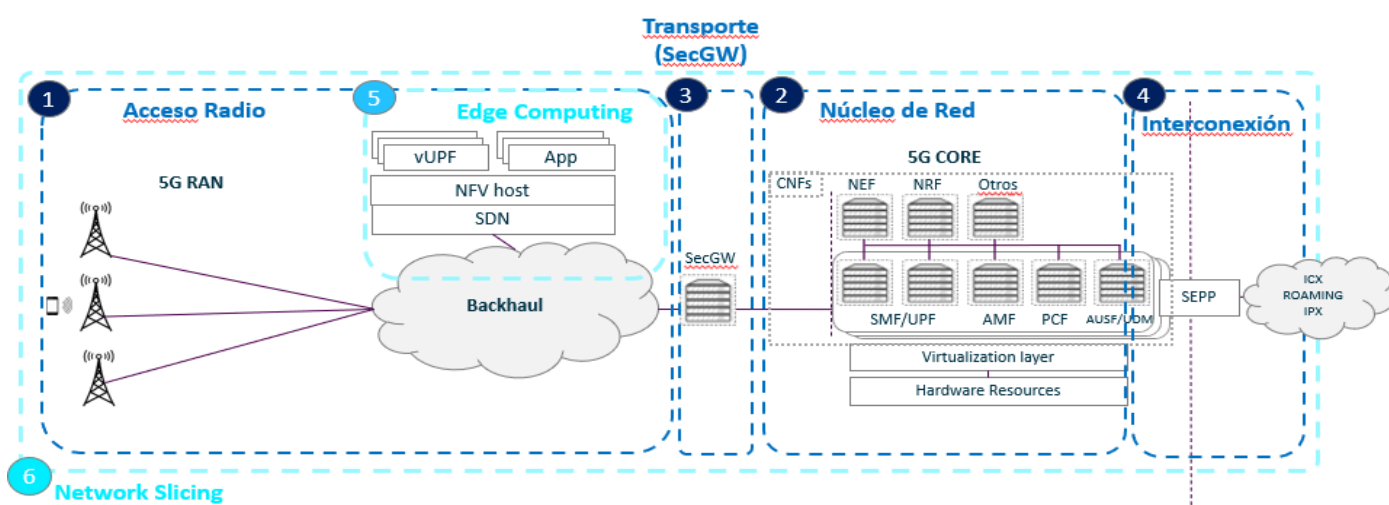 Transporte
(SecGW)
1
Acceso Radio
5
Edge Computing
3
2
Núcleo de Red
4
Interconexión
5G RAN
vUPF
App
NFV host
SDN
Backhaul
SecGW
5G CORE
CNFs
NEF
NRF
Otros
SMF/UPF
AMF
PCF
AUSF/UDM
SEPP
ICX
ROAMING
IPX
Virtualization layer
Hardware Resources
6
Network Slicing